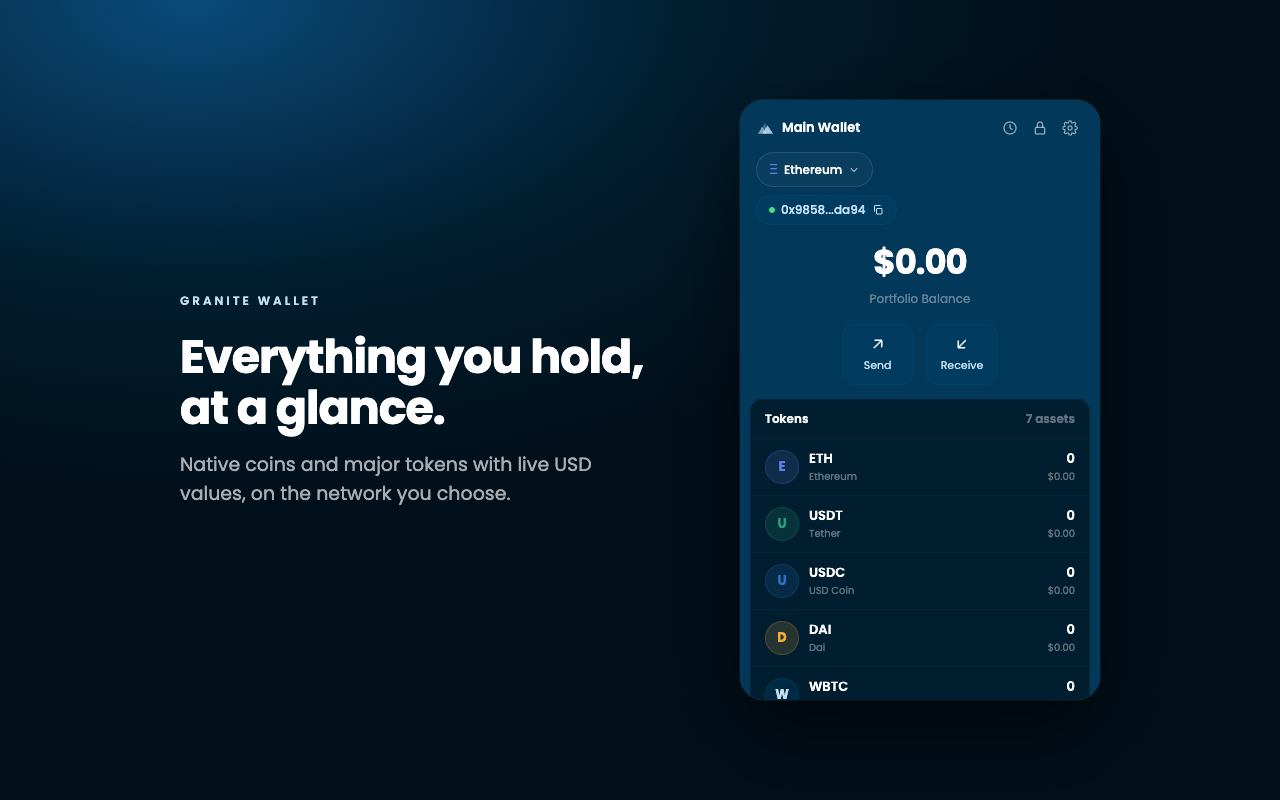 GRANITE WALLET
Everything you hold,
at a glance.
Native coins and major tokens with live USD
values, on the network you choose.
Main Wallet
Ethereum
0x9858...da94
$0.00
Portfolio Balance
Send
Receive
Tokens
7 assets
E
ETH
0
Ethereum
$0.00
U
USDT
0
Tether
$0.00
U
USDC
0
USD Coin
$0.00
D
DAI
0
Dai
$0.00
W
WBTC
0